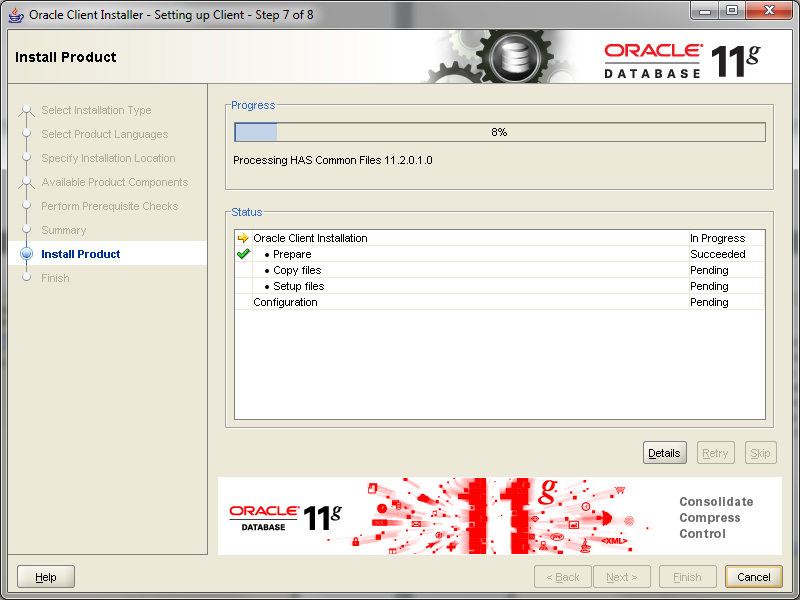 Oracle Client Installer - Setting up Client - Step 7 of 8
Install Product
ORACLE
DATABASE
11g
Select Installation Type
Select Product Languages
Specify Installation Location
Available Product Components
Perform Prerequisite Checks
Summary
Install Product
Finish
Progress
8%
Processing HAS Common Files 11.2.0.1.0
Status
Oracle Client Installation In Progress
• Prepare Succeeded
• Copy files Pending
• Setup files Pending
Configuration Pending
Details Retry Skip
ORACLE
DATABASE
11g
11g
<XML>
Consolidate
Compress
Control
Help < Back Next > Finish Cancel